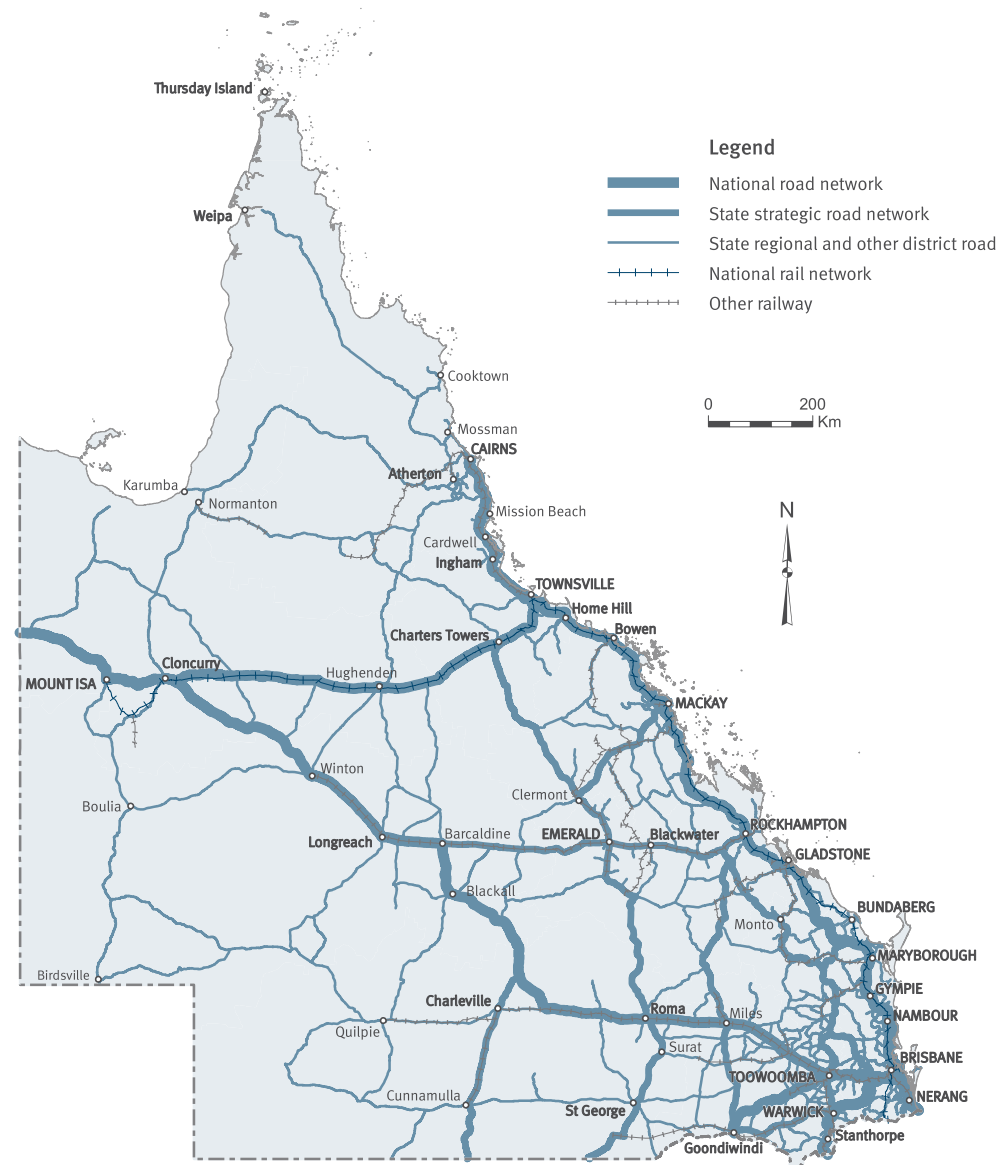 Thursday Island
Legend
National road network
State strategic road network
State regional and other district road
National rail network
Other railway
Weipa
Cooktown
0 200
Km
Mossman
CAIRNS
Atherton
Karumba
Normanton
Mission Beach
N
Cardwell
Ingham
TOWNSVILLE
Home Hill
Bowen
Charters Towers
Cloncurry
Hughenden
MOUNT ISA
MACKAY
Winton
Clermont
Boulia
Longreach
Barcaldine
EMERALD
Blackwater
ROCKHAMPTON
GLADSTONE
Blackall
BUNDABERG
Monto
MARYBOROUGH
Birdsville
GYMPIE
Charleville
Roma
Miles
NAMBOUR
Quilpie
Surat
BRISBANE
TOOWOOMBA
Cunnamulla
NERANG
St George
WARWICK
Stanthorpe
Goondiwindi